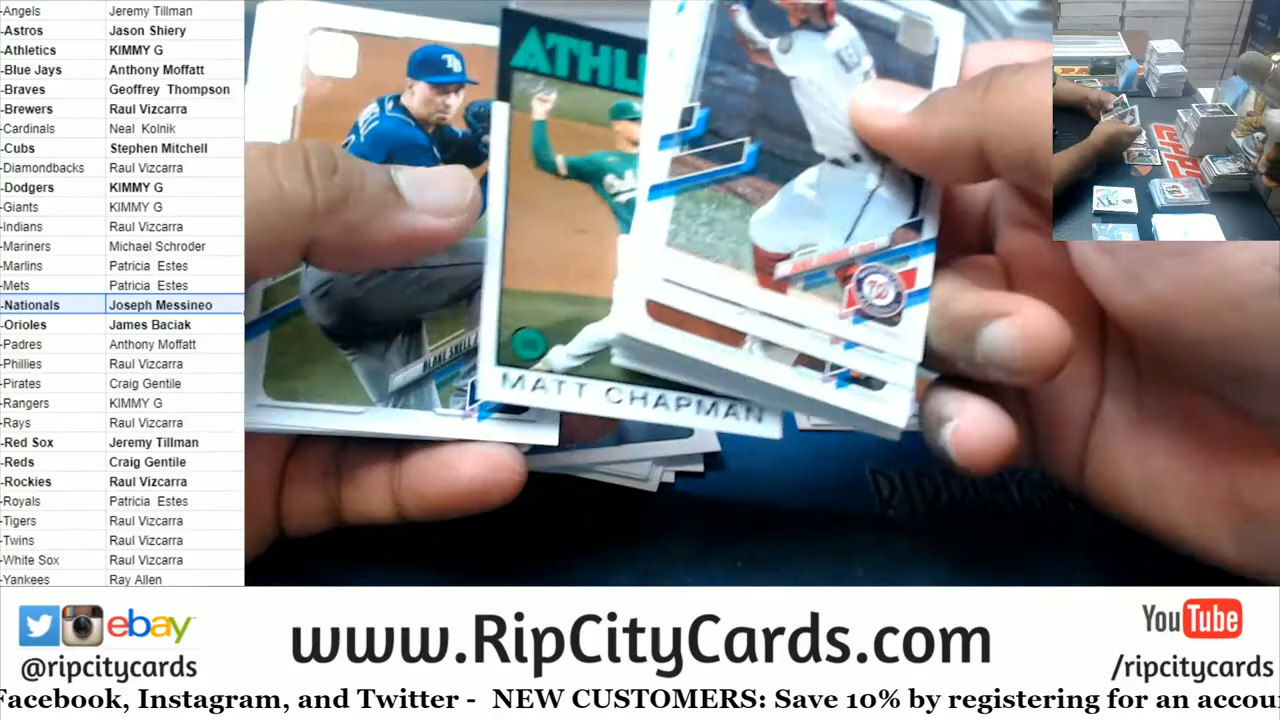 -Angels Jeremy Tillman
-Astros Jason Shiery
-Athletics KIMMY G
-Blue Jays Anthony Moffatt
-Braves Geoffrey Thompson
-Brewers Raul Vizcarra
-Cardinals Neal Kolnik
-Cubs Stephen Mitchell
-Diamondbacks Raul Vizcarra
-Dodgers KIMMY G
-Giants KIMMY G
-Indians Raul Vizcarra
-Mariners Michael Schroder
-Marlins Patricia Estes
-Mets Patricia Estes
-Nationals Joseph Messineo
-Orioles James Baciak
-Padres Anthony Moffatt
-Phillies Raul Vizcarra
-Pirates Craig Gentile
-Rangers KIMMY G
-Rays Raul Vizcarra
-Red Sox Jeremy Tillman
-Reds Craig Gentile
-Rockies Raul Vizcarra
-Royals Patricia Estes
-Tigers Raul Vizcarra
-Twins Raul Vizcarra
-White Sox Raul Vizcarra
-Yankees Ray Allen
TB
ATHL
BLAKE SNELL
MATT CHAPMAN
ebay
@ripcitycards
www.RipCityCards.com
YouTube
/ripcitycards
Facebook, Instagram, and Twitter - NEW CUSTOMERS: Save 10% by registering for an accou